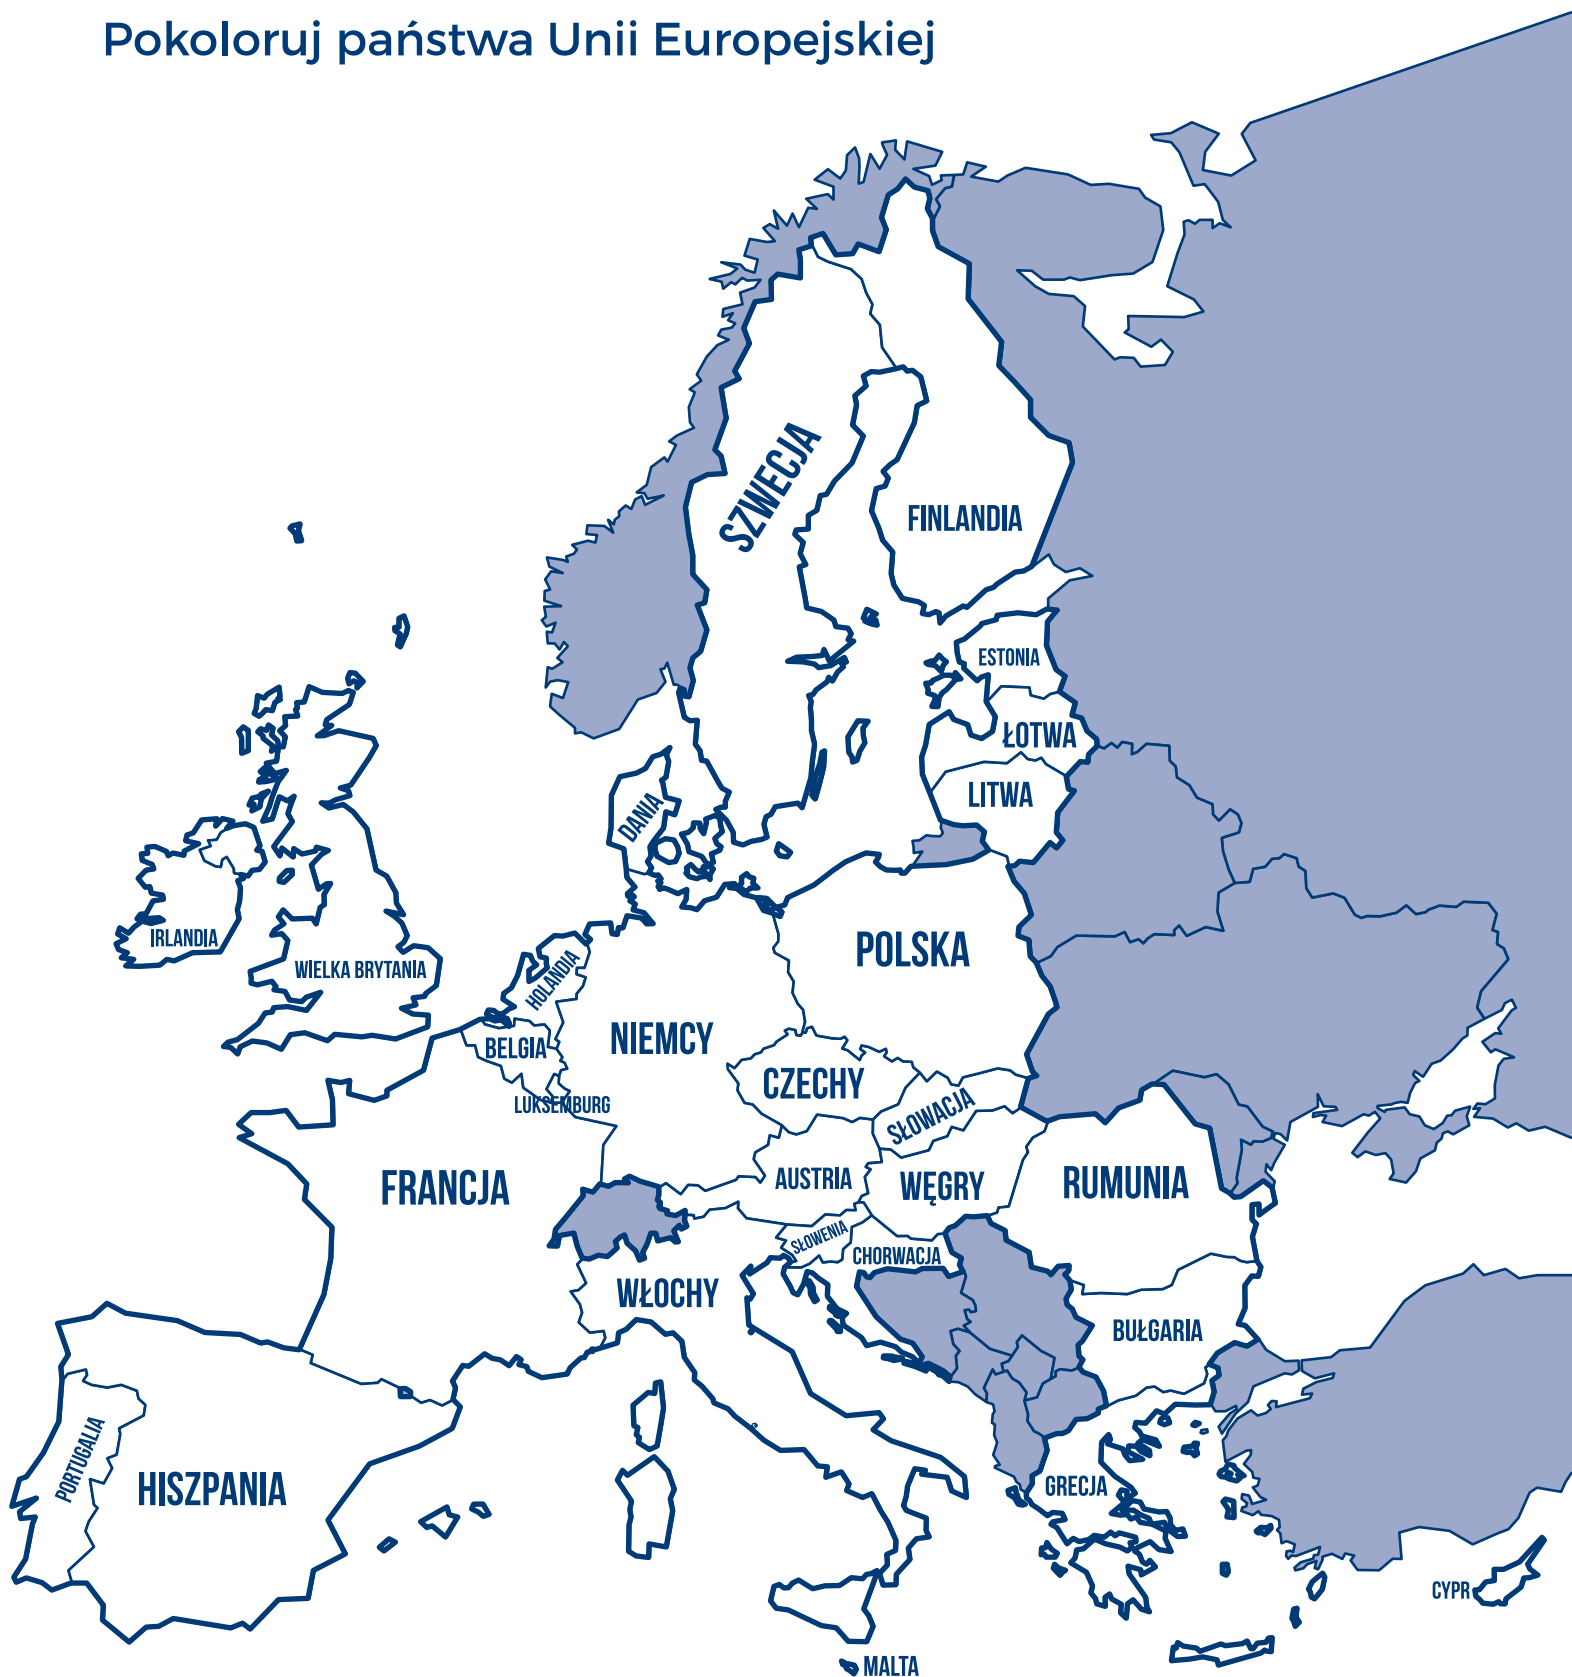 Pokoloruj państwa Unii Europejskiej
SZWECJA
FINLANDIA
ESTONIA
ŁOTWA
LITWA
DANIA
IRLANDIA
WIELKA BRYTANIA
HOLANDIA
POLSKA
BELGIA
NIEMCY
LUKSEMBURG
CZECHY
SŁOWACJA
FRANCJA
AUSTRIA
WĘGRY
RUMUNIA
SŁOWENIA
CHORWACJA
WŁOCHY
BUŁGARIA
PORTUGALIA
HISZPANIA
GRECJA
CYPR
MALTA